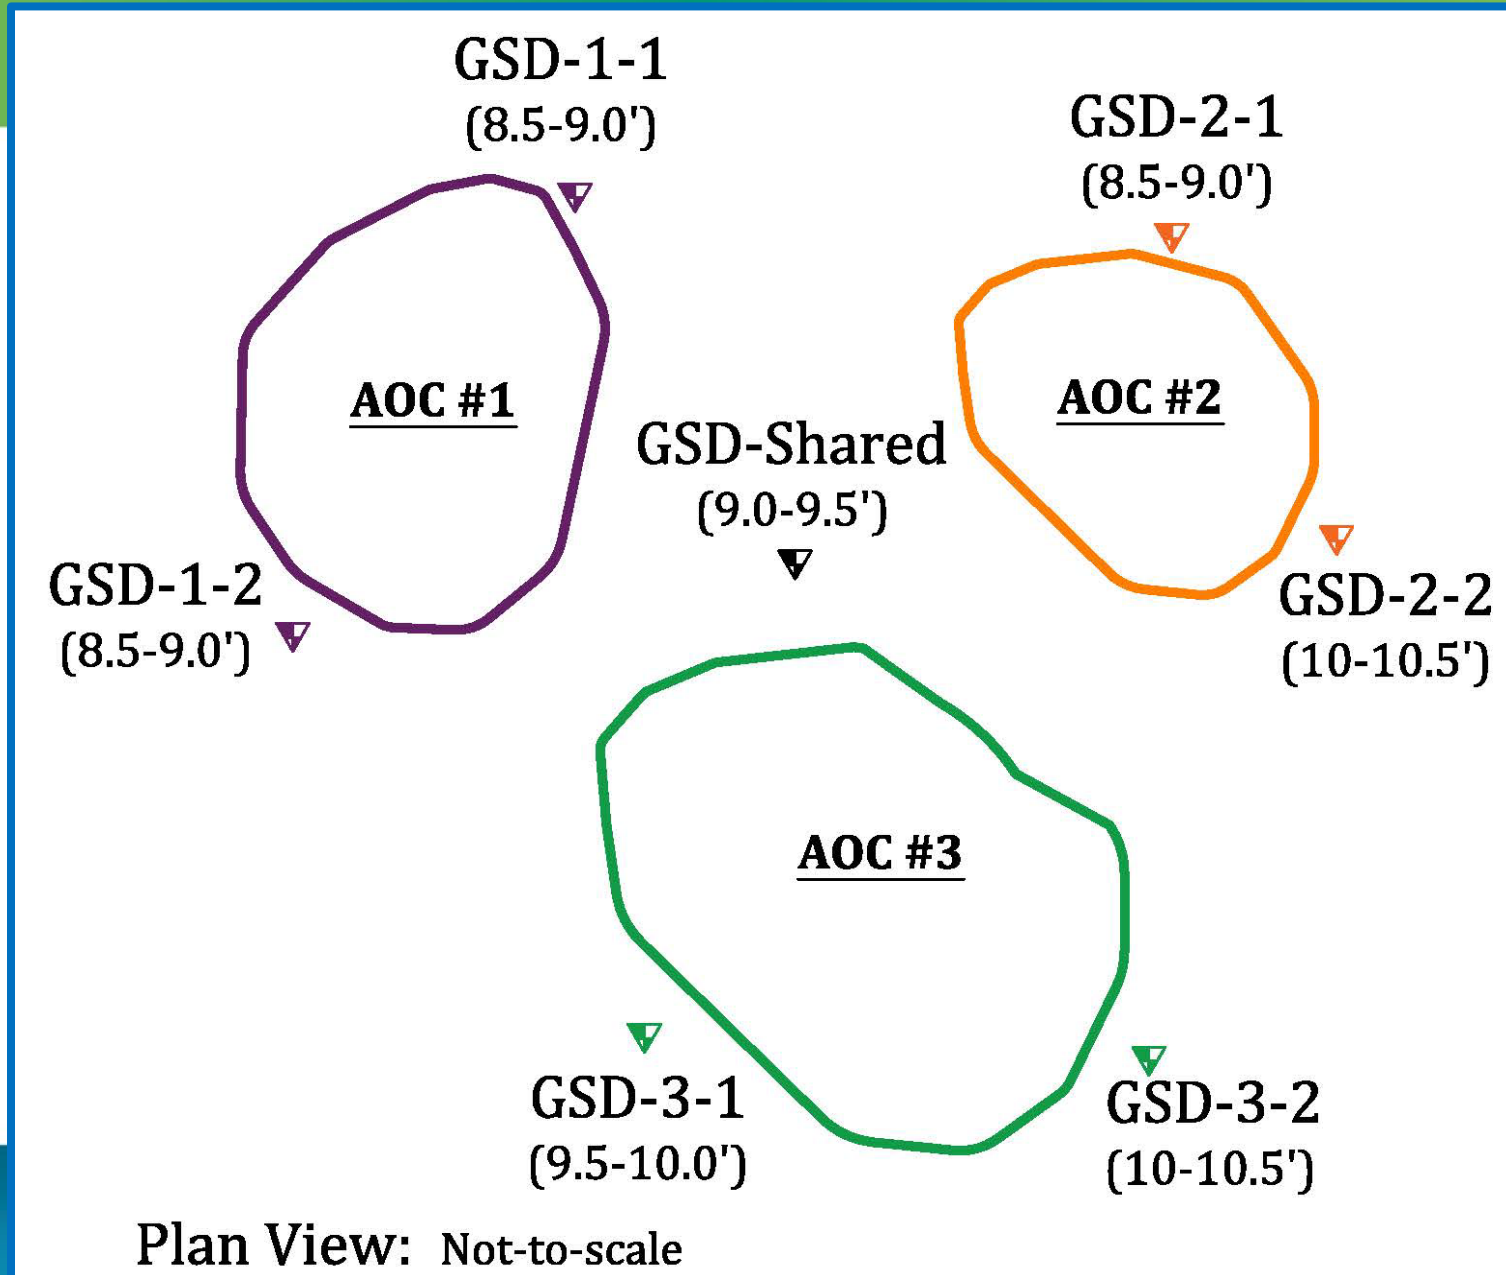 GSD-1-1
(8.5-9.0')
GSD-2-1
(8.5-9.0')
AOC #1
AOC #2
GSD-Shared
(9.0-9.5')
GSD-1-2
(8.5-9.0')
GSD-2-2
(10-10.5')
AOC #3
GSD-3-1
(9.5-10.0')
GSD-3-2
(10-10.5')
Plan View: Not-to-scale